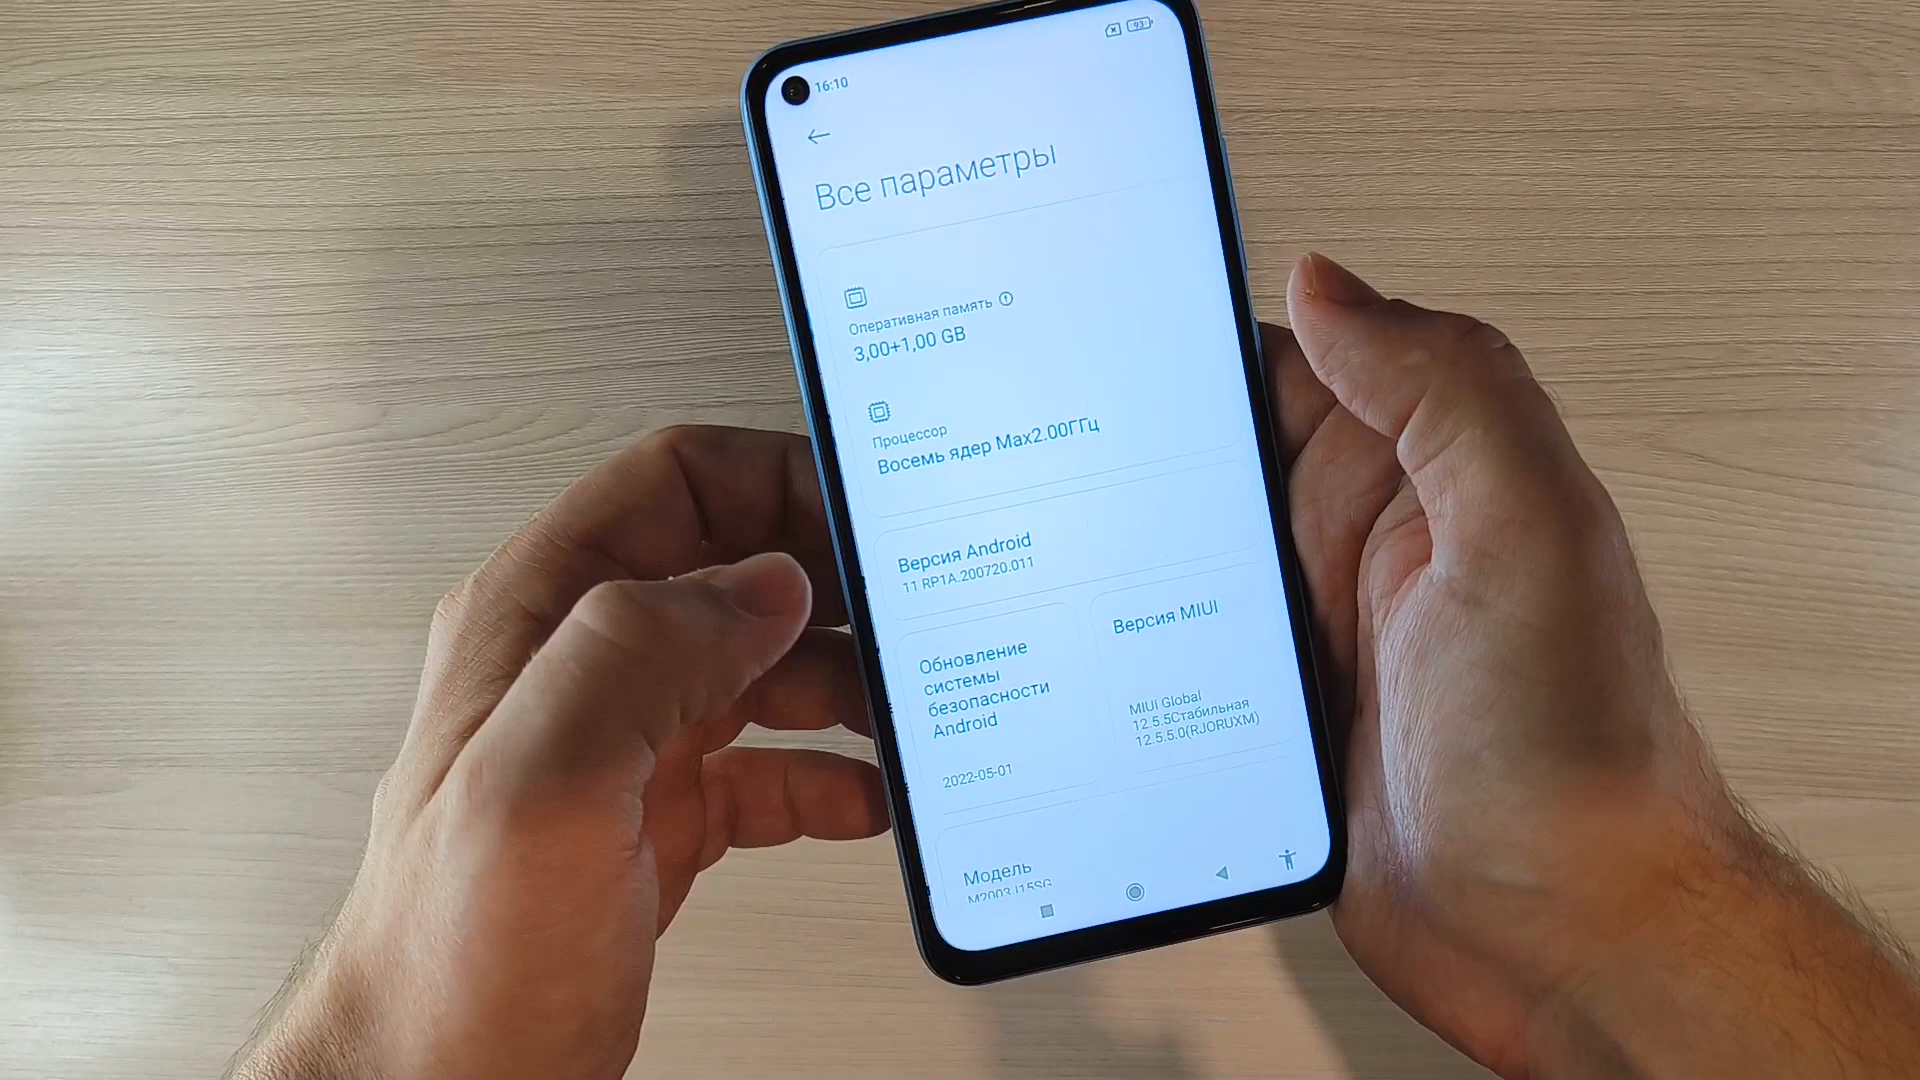 16:10
93
Все параметры
Оперативная память
3,00+1,00 GB
Процессор
Восемь ядер Max2.00ГГц
Версия Android
11 RP1A.200720.011
Обновление
системы
безопасности
Android
2022-05-01
Версия MIUI
MIUI Global
12.5.5Стабильная
12.5.5.0(RJORUXM)
Модель
M2003J15SG